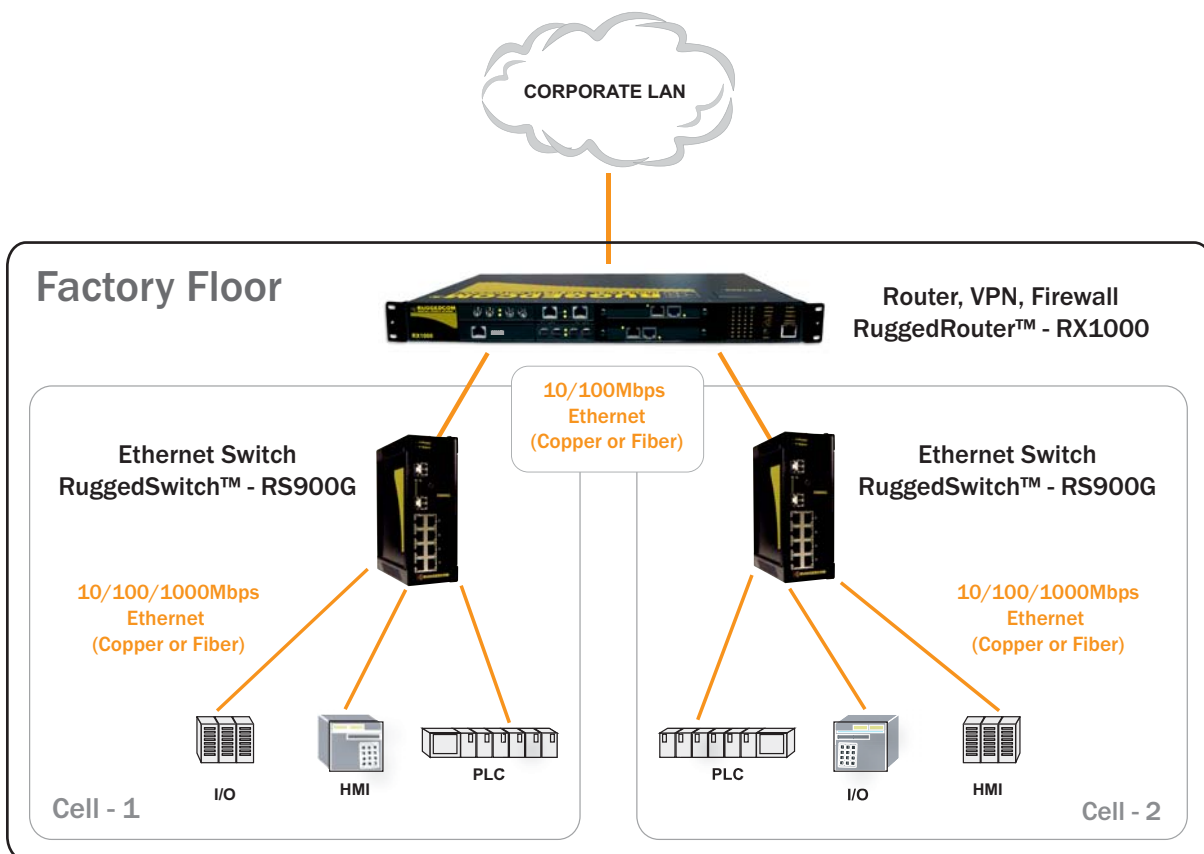 CORPORATE LAN
Factory Floor
RUGGEDCOM
RX1000
Router, VPN, Firewall
RuggedRouter™ - RX1000
10/100Mbps
Ethernet
(Copper or Fiber)
Ethernet Switch
RuggedSwitch™ - RS900G
10/100/1000Mbps
Ethernet
(Copper or Fiber)
I/O
HMI
PLC
Cell - 1
Ethernet Switch
RuggedSwitch™ - RS900G
10/100/1000Mbps
Ethernet
(Copper or Fiber)
PLC
I/O
HMI
Cell - 2